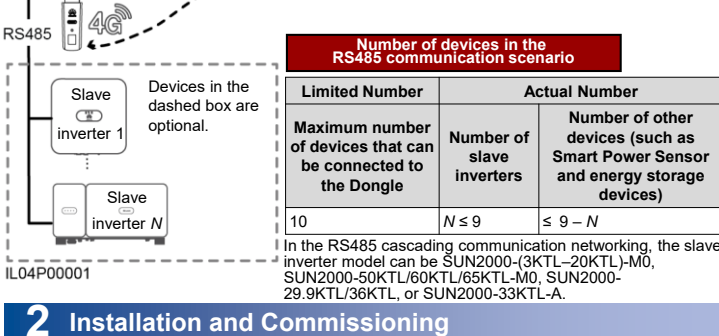 RS485
4G
Slave
inverter 1
Devices in the
dashed box are
optional.
Slave
inverter N
IL04P00001
Number of devices in the
RS485 communication scenario
Limited Number
Actual Number
Maximum number
of devices that can
be connected to
the Dongle
Number of
slave
inverters
Number of other
devices (such as
Smart Power Sensor
and energy storage
devices)
10
N ≤ 9
≤ 9 – N
In the RS485 cascading communication networking, the slave
inverter model can be SUN2000-(3KTL–20KTL)-M0,
SUN2000-50KTL/60KTL/65KTL-M0, SUN2000-
29.9KTL/36KTL, or SUN2000-33KTL-A.
2 Installation and Commissioning